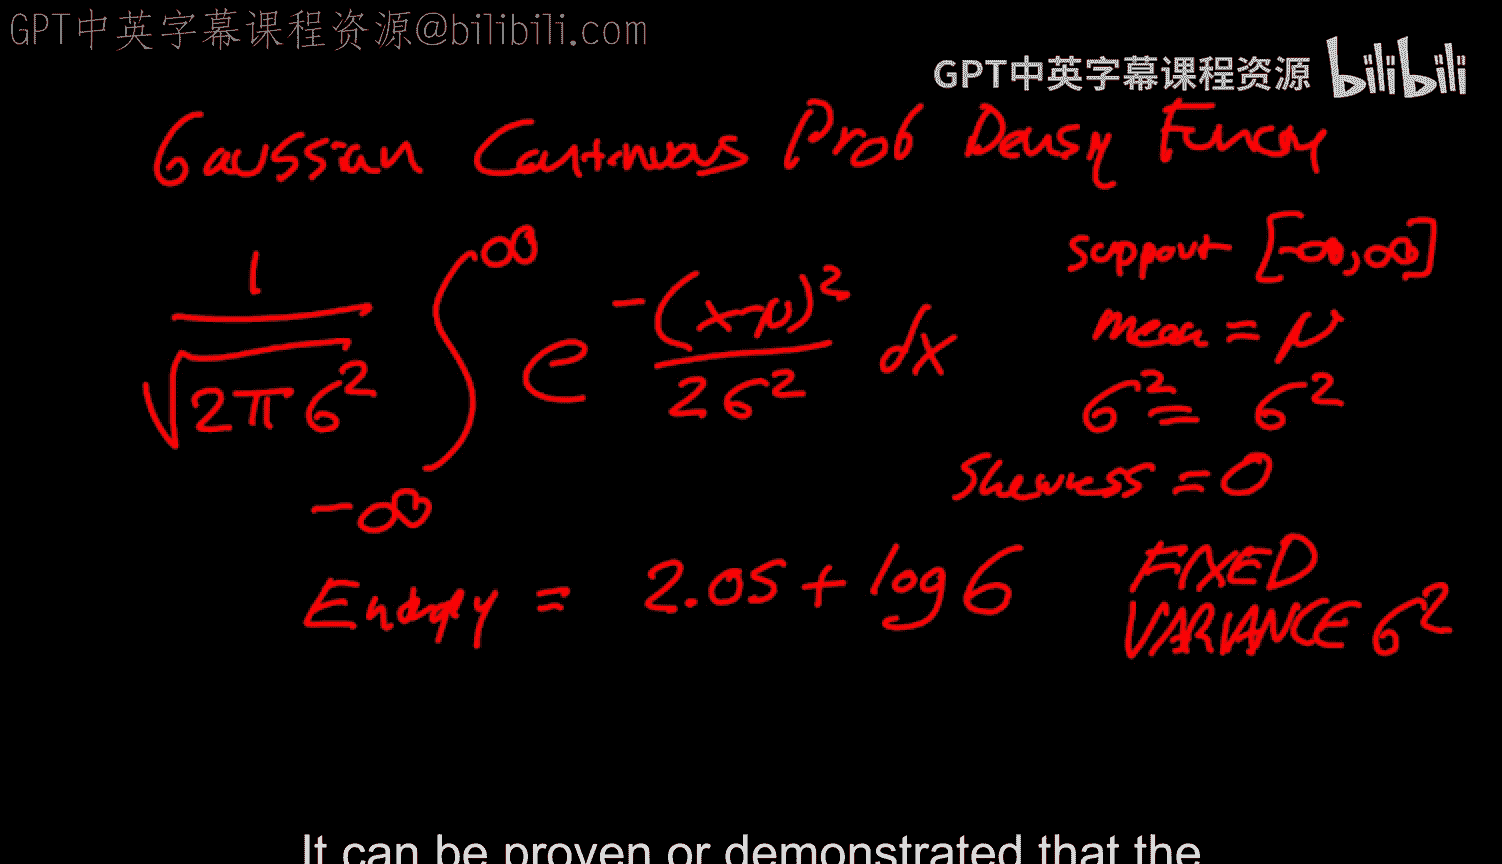 GPT中英字幕课程资源@bilibili.com
GPT中英字幕课程资源 bilibili
Gaussian Continuous Prob Density Function
1/√(2πσ²) ∫_{-∞}^{∞} e^{-(x-μ)²/2σ²} dx
support [-∞,∞]
mean = μ
σ² = σ²
Skewness = 0
Entropy = 2.05 + log σ
FIXED
VARIANCE σ²
It can be proven or demonstrated that the